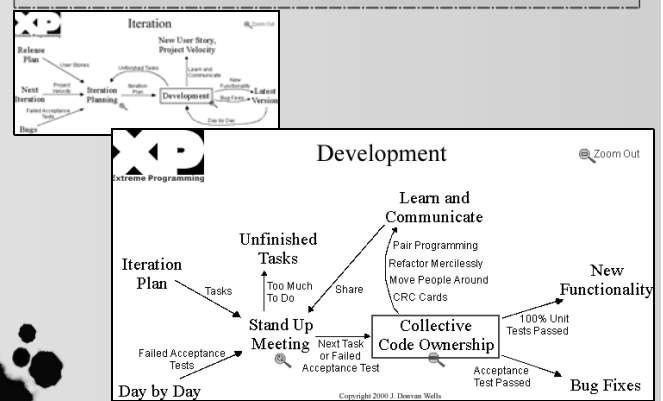 XP
Extreme Programming
Iteration
Zoom Out
New User Story,
Project Velocity
Release
Plan
User Stories
Unfinished Tasks
Learn and
Communicate
New
Functionality
Next
Iteration
Project
Velocity
Iteration
Planning
Iteration
Plan
Development
Bug Fixes
Latest
Version
Failed Acceptance
Tests
Day by Day
Bugs
XP
Extreme Programming
Development
Zoom Out
Learn and
Communicate
Unfinished
Tasks
Pair Programming
Refactor Mercilessly
Move People Around
CRC Cards
Iteration
Plan
Tasks
Too Much
To Do
Share
New
Functionality
Stand Up
Meeting
Next Task
or Failed
Acceptance Test
Collective
Code Ownership
100% Unit
Tests Passed
Failed Acceptance
Tests
Acceptance
Test Passed
Day by Day
Bug Fixes
Copyright 2000 J. Donvan Wells